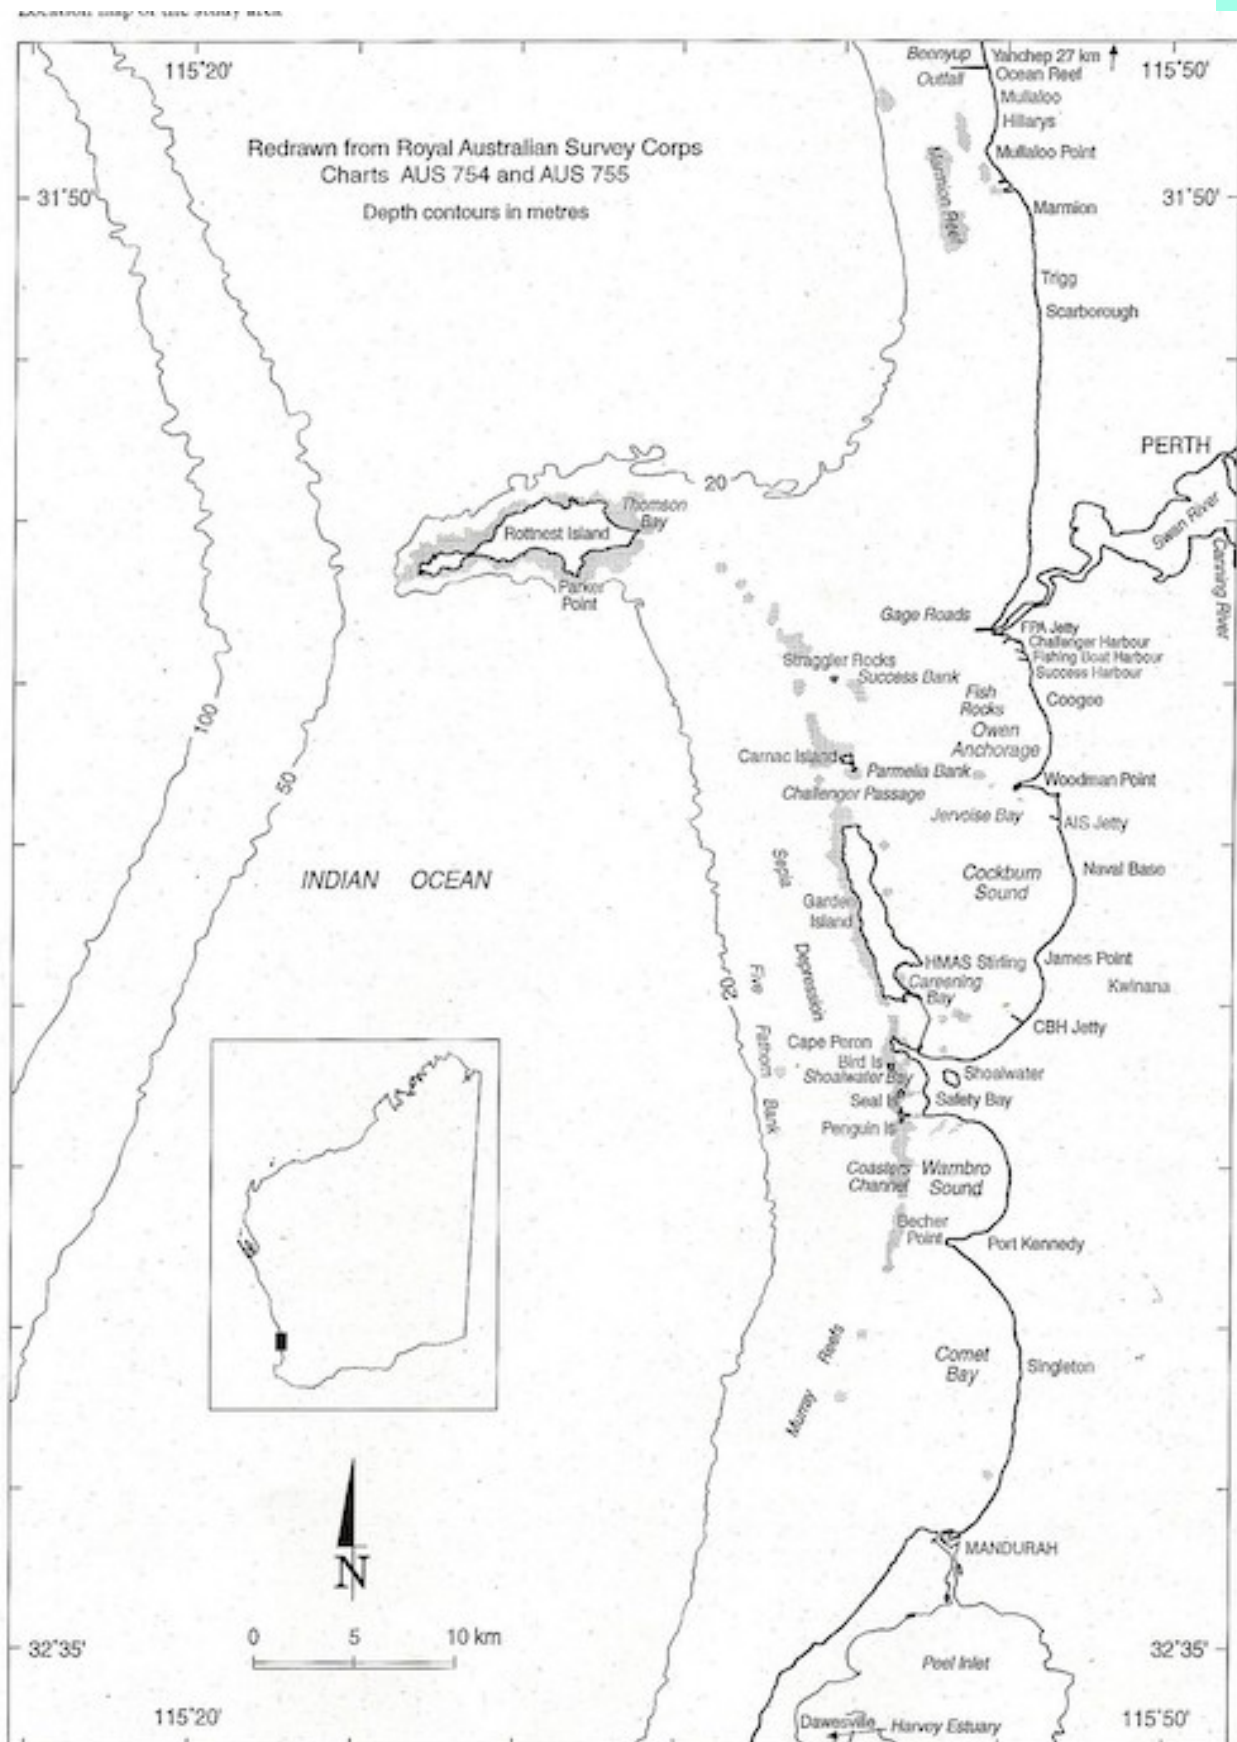 Location map of the study area
115°20'
Beenyup
Outfall
Yanchep 27 km
Ocean Reef
115°50'
Mullaloo
Hillarys
Redrawn from Royal Australian Survey Corps
Charts AUS 754 and AUS 755
Depth contours in metres
Mullaloo Point
31°50'
31°50'
Marmion Reef
Marmion
Trigg
Scarborough
PERTH
20
Swan River
Canning River
Thomson
Bay
Rottnest Island
Parker
Point
Gage Roads
FPA Jetty
Challenger Harbour
Fishing Boat Harbour
Success Harbour
Straggler Rocks
Success Bank
Fish
Rocks
Coogee
100
Owen
Anchorage
Carnac Island
Parmelia Bank
Woodman Point
50
Challenger Passage
Jervoise Bay
AIS Jetty
INDIAN OCEAN
Sepia
Depression
Cockburn
Sound
Naval Base
Garden
Island
HMAS Stirling
James Point
20
Five
Fathom
Bank
Careening
Bay
Kwinana
CBH Jetty
Cape Peron
Bird Is
Shoalwater Bay
Shoalwater
Seal Is
Safety Bay
Penguin Is
Coasters
Channel
Warnbro
Sound
Becher
Point
Port Kennedy
Murray Reefs
Comet
Bay
Singleton
N
MANDURAH
0 5 10 km
32°35'
32°35'
Peel Inlet
115°20'
Dawesville
Harvey Estuary
115°50'